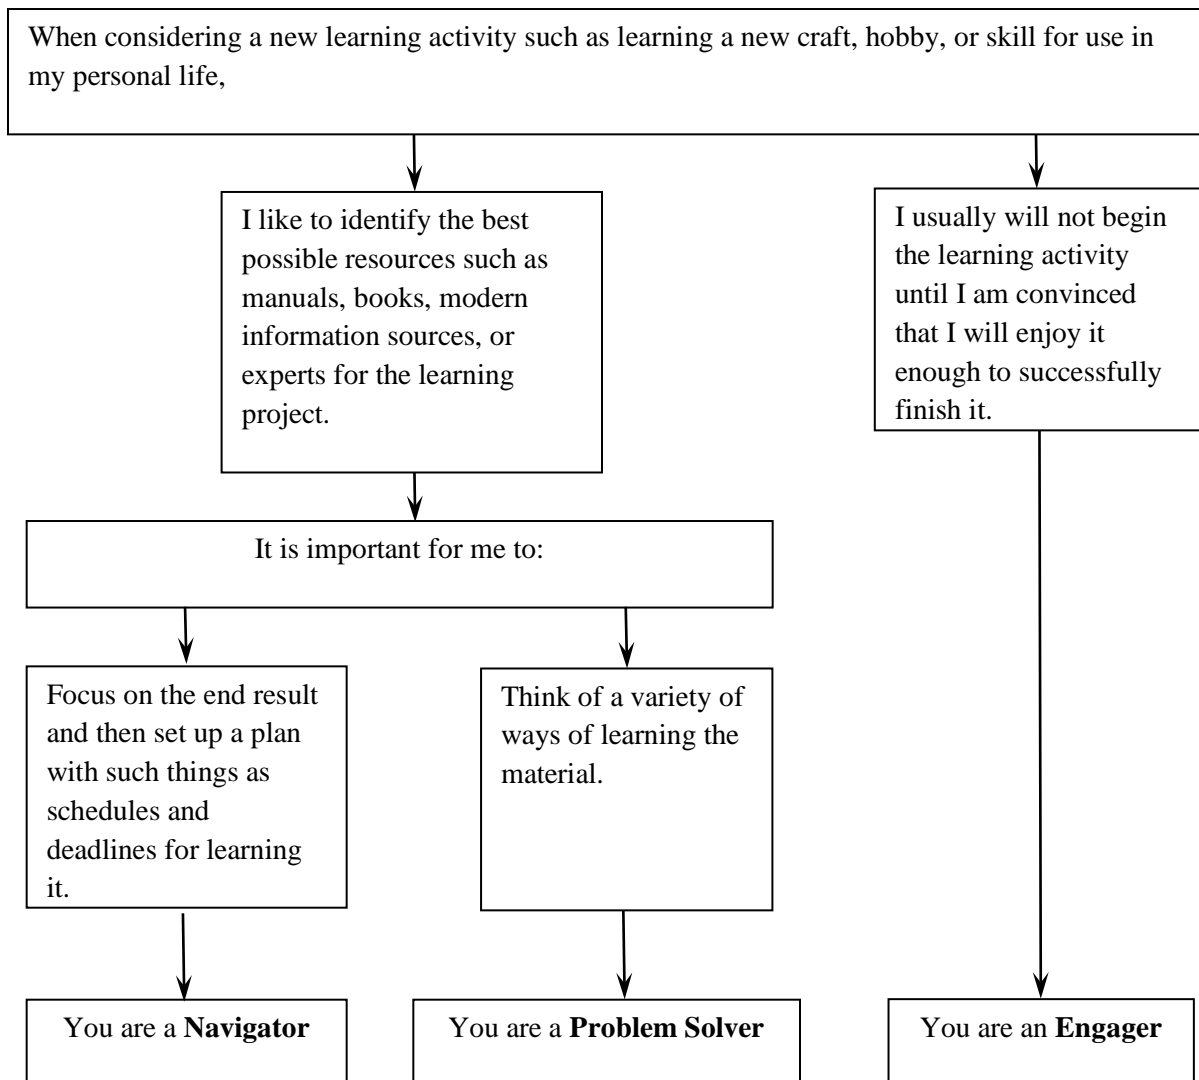 When considering a new learning activity such as learning a new craft, hobby, or skill for use in
my personal life,
I like to identify the best
possible resources such as
manuals, books, modern
information sources, or
experts for the learning
project.
I usually will not begin
the learning activity
until I am convinced
that I will enjoy it
enough to successfully
finish it.
It is important for me to:
Focus on the end result
and then set up a plan
with such things as
schedules and
deadlines for learning
it.
Think of a variety of
ways of learning the
material.
You are a Navigator
You are a Problem Solver
You are an Engager